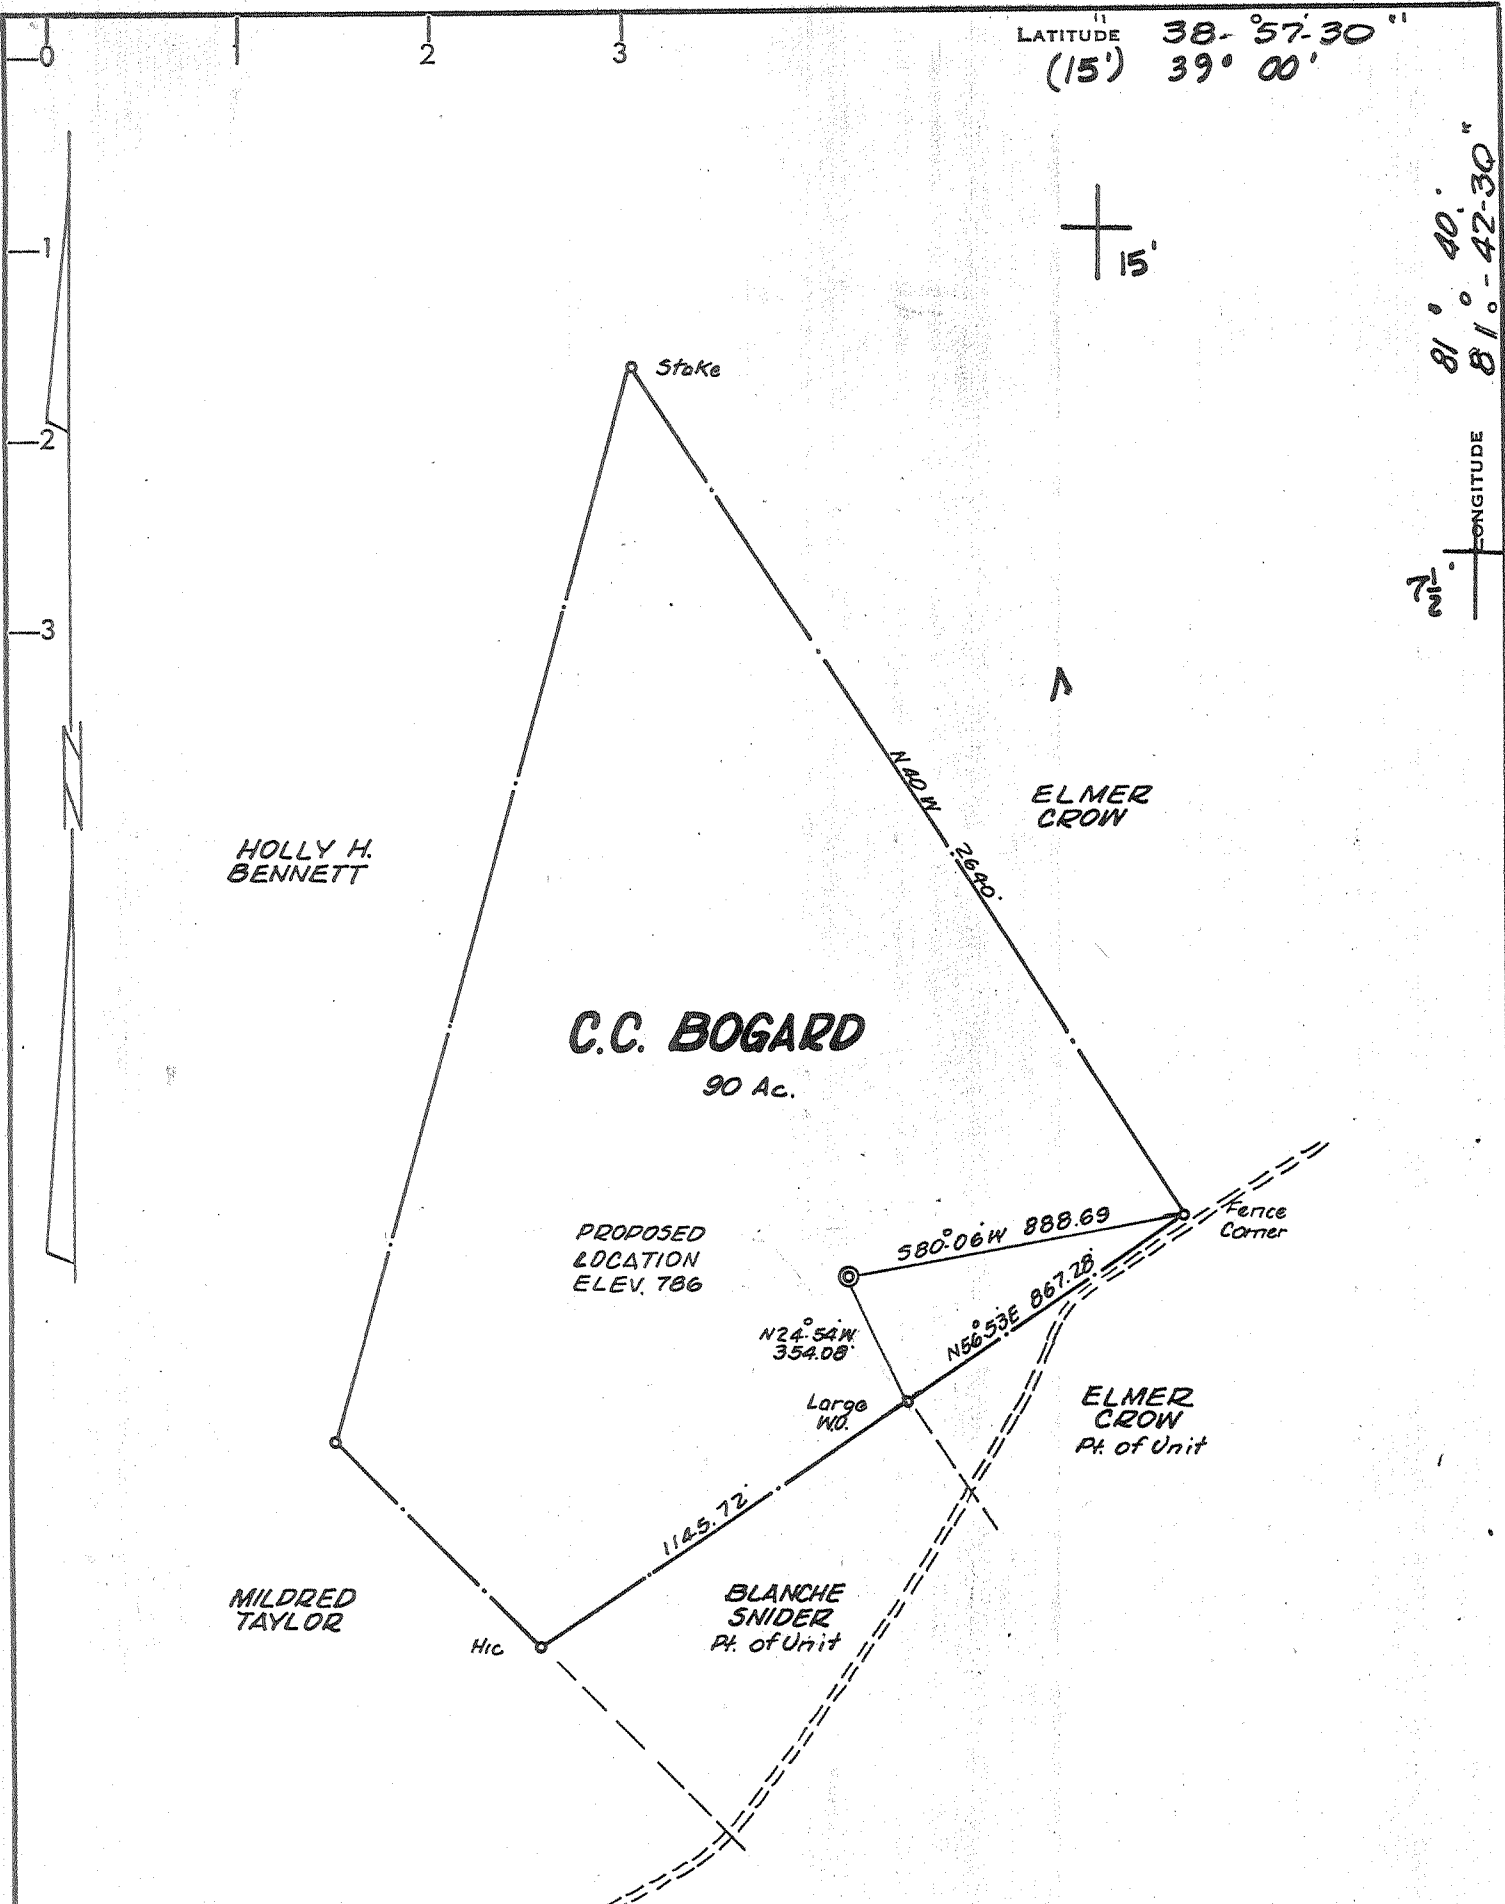 0 1 2 3
LATITUDE 38-°57'-30"
(15') 39° 00'
81° 40'
81°-42-30"
LONGITUDE
15'
7½'
1
2
3
N
Stake
N40W 2640'
ELMER
CROW
HOLLY H.
BENNETT
C.C. BOGARD
90 Ac.
PROPOSED
LOCATION
ELEV. 786
S80°-06'W 888.69
Fence
Corner
N56°53'E 867.28'
N24°-54'W
354.08'
Large
W.O.
ELMER
CROW
Pt. of Unit
1145.72'
MILDRED
TAYLOR
Hic
BLANCHE
SNIDER
Pt. of Unit